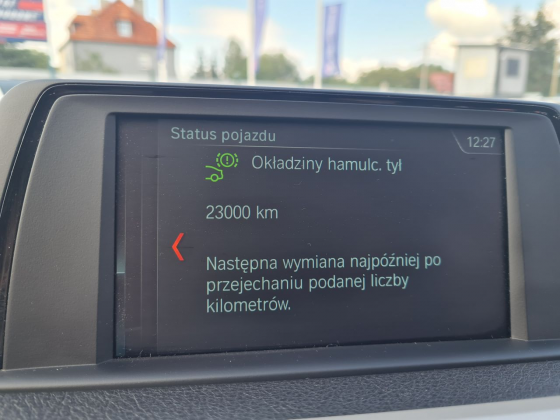 Status pojazdu
12:27
Okładziny hamulc. tył
23000 km
Następna wymiana najpóźniej po
przejechaniu podanej liczby
kilometrów.